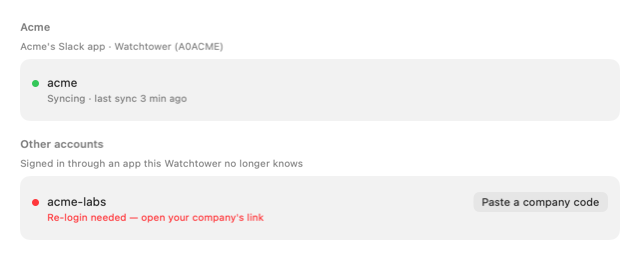 Acme
Acme's Slack app · Watchtower (A0ACME)
acme
Syncing · last sync 3 min ago
Other accounts
Signed in through an app this Watchtower no longer knows
acme-labs
Paste a company code
Re-login needed — open your company's link